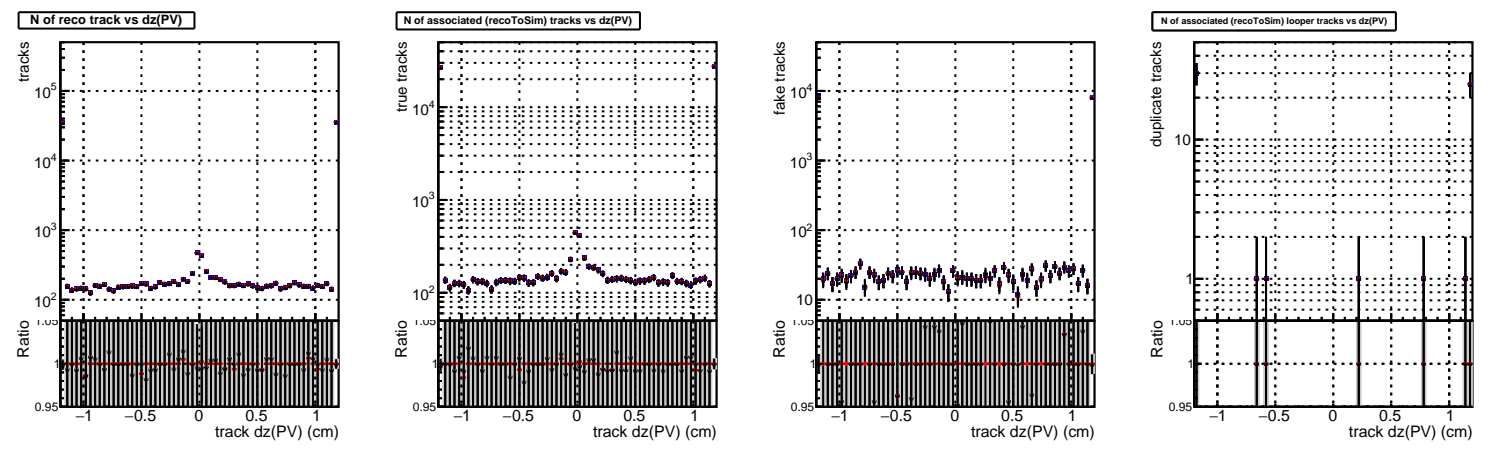 N of reco track vs dz(PV)
tracks
10^5
10^4
10^3
10^2
Ratio
1.05
1
0.95
−1 −0.5 0 0.5 1
track dz(PV) (cm)
N of associated (recoToSim) tracks vs dz(PV)
true tracks
10^4
10^3
10^2
Ratio
1.05
1
0.95
−1 −0.5 0 0.5 1
track dz(PV) (cm)
fake tracks
10^4
10^3
10^2
10
Ratio
1.05
1
0.95
−1 −0.5 0 0.5 1
track dz(PV) (cm)
N of associated (recoToSim) looper tracks vs dz(PV)
duplicate tracks
10
1
Ratio
1.05
1
0.95
−1 −0.5 0 0.5 1
track dz(PV) (cm)